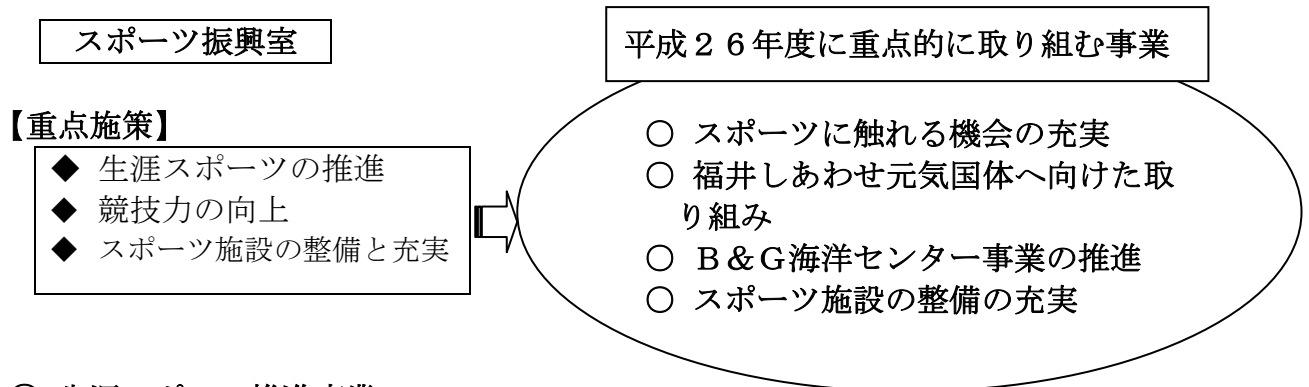 スポーツ振興室
平成26年度に重点的に取り組む事業
【重点施策】
◆ 生涯スポーツの推進
◆ 競技力の向上
◆ スポーツ施設の整備と充実
○ スポーツに触れる機会の充実
○ 福井しあわせ元気国体へ向けた取
り組み
○ B&G海洋センター事業の推進
○ スポーツ施設の整備の充実